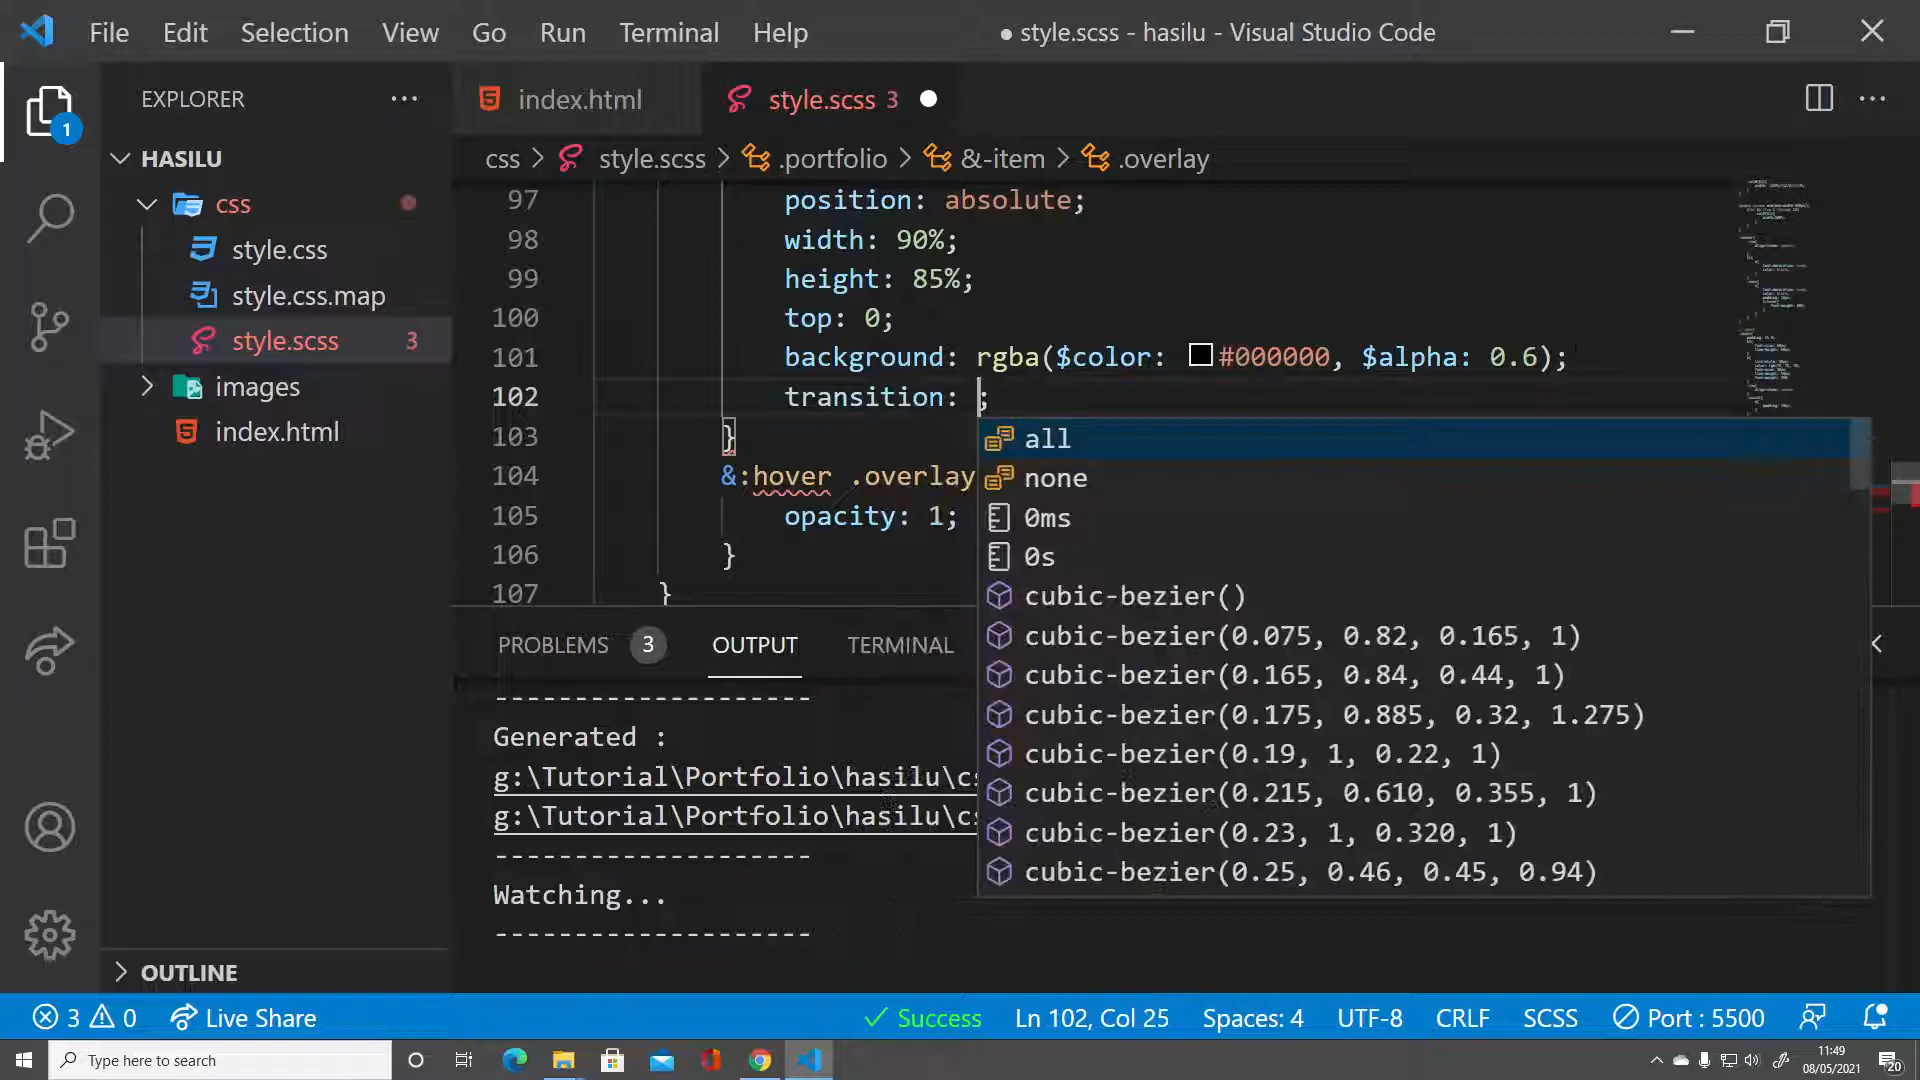 File Edit Selection View Go Run Terminal Help
● style.scss - hasilu - Visual Studio Code
EXPLORER
index.html
style.scss 3
1
HASILU
css > style.scss > .portfolio > &-item > .overlay
css
style.css
style.css.map
style.scss 3
images
index.html
97 position: absolute;
98 width: 90%;
99 height: 85%;
100 top: 0;
101 background: rgba($color: #000000, $alpha: 0.6);
102 transition: ;
103 }
104 &:hover .overlay
105 opacity: 1;
106 }
107 }
all
none
0ms
0s
cubic-bezier()
cubic-bezier(0.075, 0.82, 0.165, 1)
cubic-bezier(0.165, 0.84, 0.44, 1)
cubic-bezier(0.175, 0.885, 0.32, 1.275)
cubic-bezier(0.19, 1, 0.22, 1)
cubic-bezier(0.215, 0.610, 0.355, 1)
cubic-bezier(0.23, 1, 0.320, 1)
cubic-bezier(0.25, 0.46, 0.45, 0.94)
PROBLEMS 3 OUTPUT TERMINAL
--------------------
Generated :
g:\Tutorial\Portfolio\hasilu\c
g:\Tutorial\Portfolio\hasilu\c
--------------------
Watching...
--------------------
OUTLINE
3 0 Live Share
Success Ln 102, Col 25 Spaces: 4 UTF-8 CRLF SCSS Port : 5500
Type here to search
11:49
08/05/2021
20